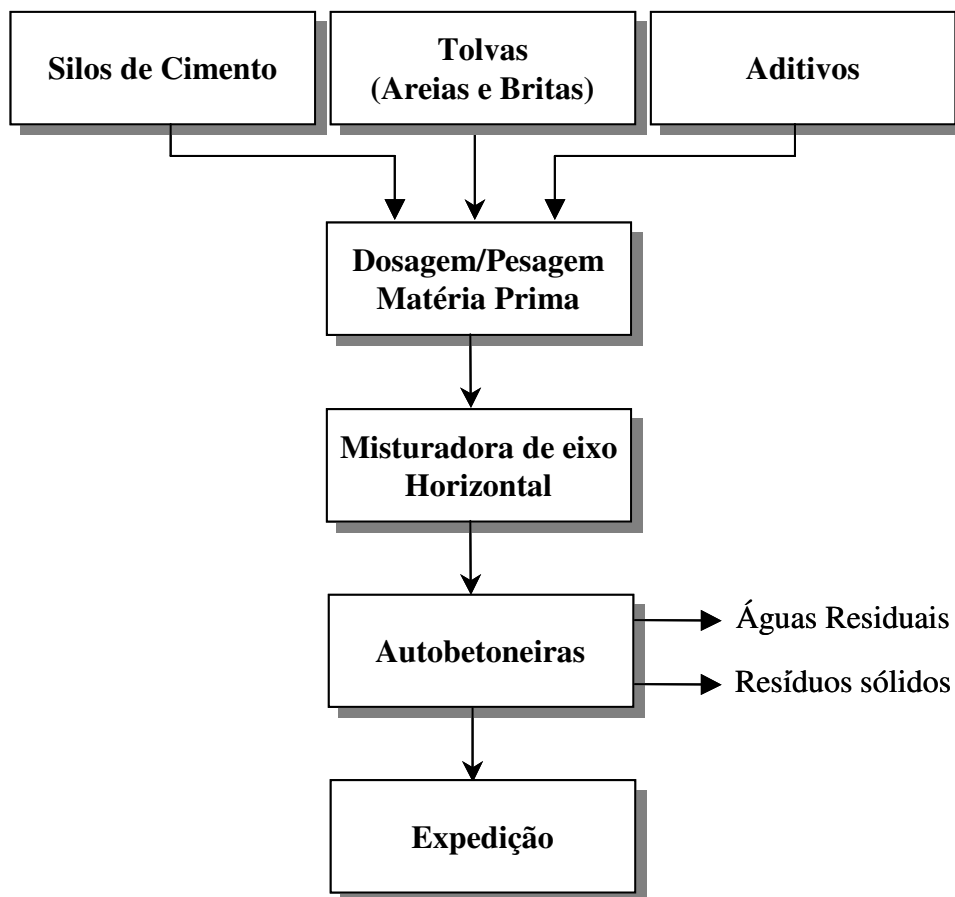 Silos de Cimento
Tolvas
(Areias e Britas)
Aditivos
Dosagem/Pesagem
Matéria Prima
Misturadora de eixo
Horizontal
Autobetoneiras
Águas Residuais
Resíduos sólidos
Expedição